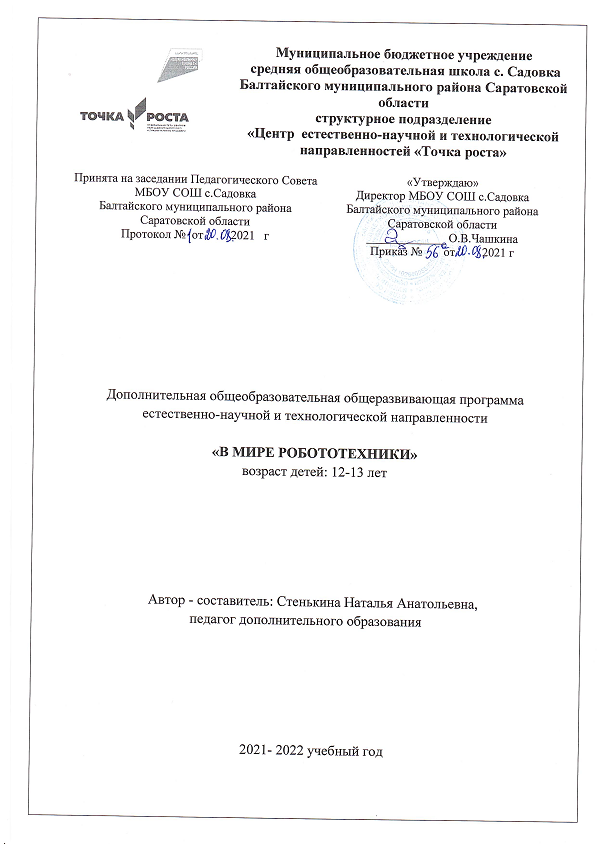 Муниципальное бюджетное учреждение
средняя общеобразовательная школа с. Садовка
Балтайского муниципального района Саратовской
области
структурное подразделение
«Центр естественно-научной и технологической
направленностей «Точка роста»
ТОЧКА РОСТА
Принята на заседании Педагогического Совета
МБОУ СОШ с.Садовка
Балтайского муниципального района
Саратовской области
Протокол №1 от 20.08.2021 г
«Утверждаю»
Директор МБОУ СОШ с.Садовка
Балтайского муниципального района
Саратовской области
О.В.Чашкина
Приказ № 56 от 20.08.2021 г
Дополнительная общеобразовательная общеразвивающая программа
естественно-научной и технологической направленности
«В МИРЕ РОБОТОТЕХНИКИ»
возраст детей: 12-13 лет
Автор - составитель: Стенькина Наталья Анатольевна,
педагог дополнительного образования
2021- 2022 учебный год